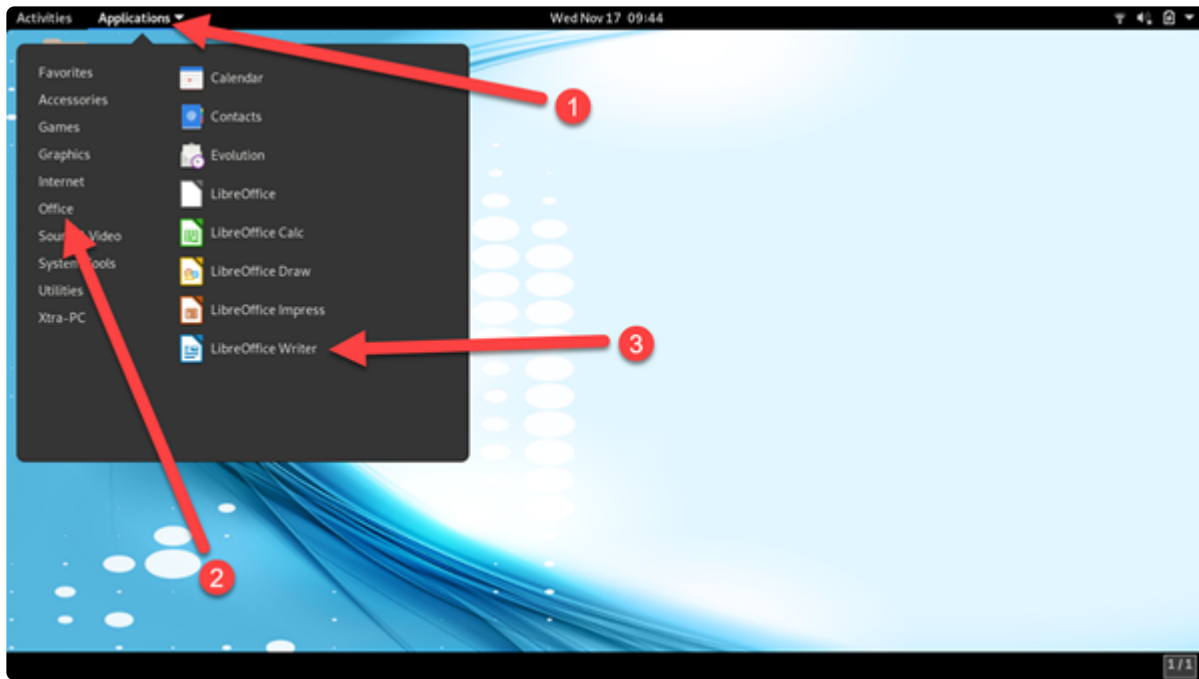 Activities Applications Wed Nov 17 09:44
Favorites
Accessories
Games
Graphics
Internet
Office
Video
System
Utilities
Xtra-PC
Calendar
Contacts
Evolution
LibreOffice
LibreOffice Calc
LibreOffice Draw
LibreOffice Impress
LibreOffice Writer
1
2
3
1/1